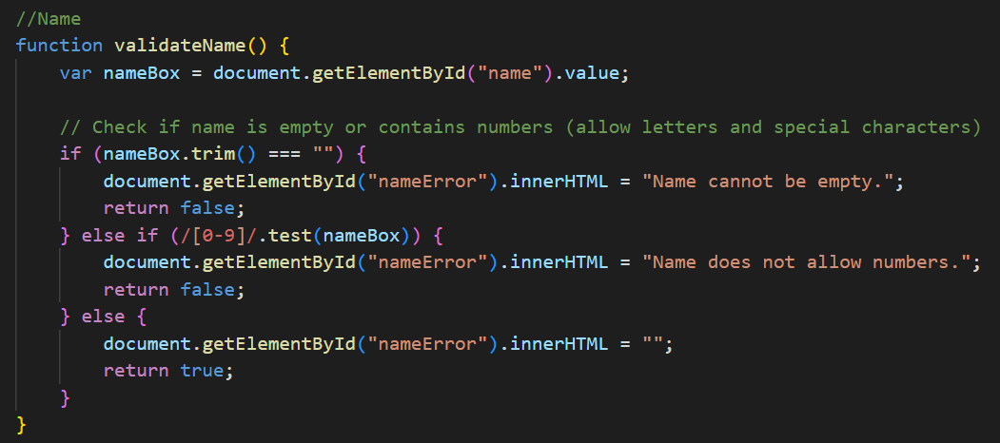 //Name
function validateName() {
    var nameBox = document.getElementById("name").value;

    // Check if name is empty or contains numbers (allow letters and special characters)
    if (nameBox.trim() === "") {
        document.getElementById("nameError").innerHTML = "Name cannot be empty.";
        return false;
    } else if (/[0-9]/.test(nameBox)) {
        document.getElementById("nameError").innerHTML = "Name does not allow numbers.";
        return false;
    } else {
        document.getElementById("nameError").innerHTML = "";
        return true;
    }
}